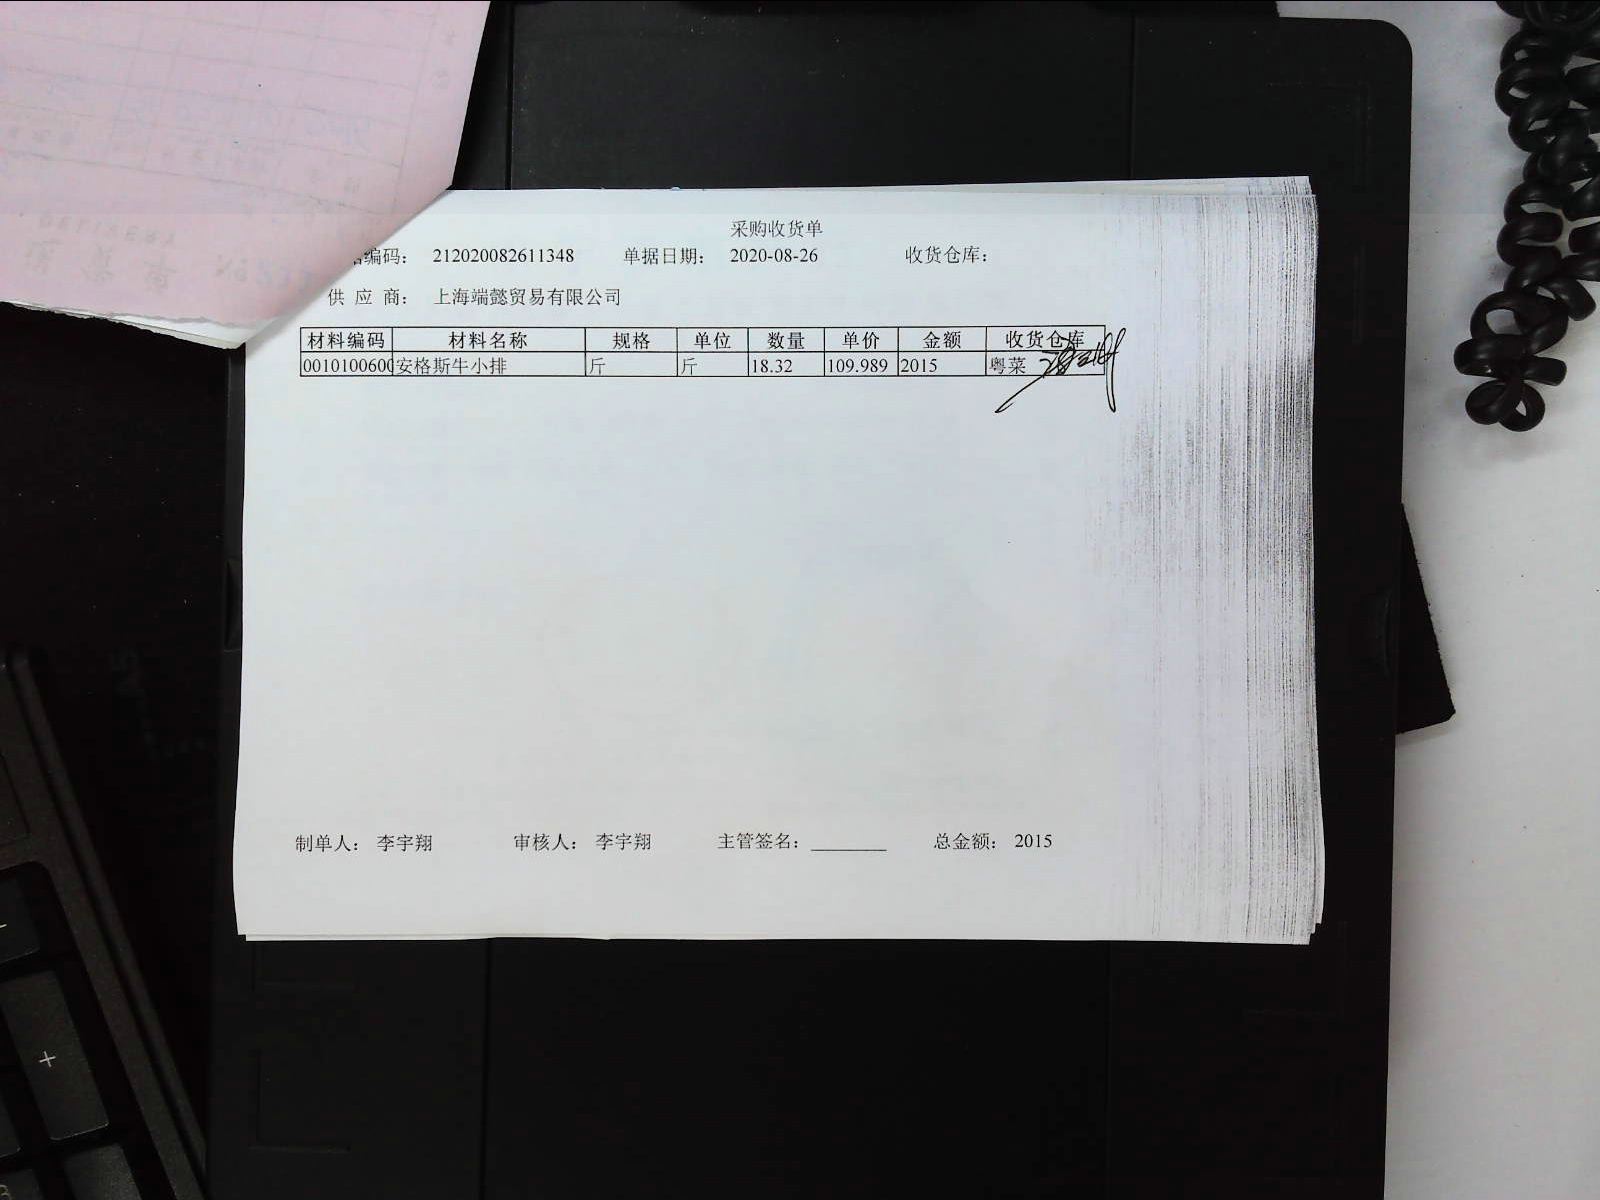 采购收货单
编码： 212020082611348 单据日期： 2020-08-26 收货仓库：
供 应 商： 上海端懿贸易有限公司
材料编码 材料名称 规格 单位 数量 单价 金额 收货仓库
0010100600 安格斯牛小排 斤 斤 18.32 109.989 2015 粤菜
制单人： 李宇翔 审核人： 李宇翔 主管签名： 总金额： 2015
DELIVERY
+